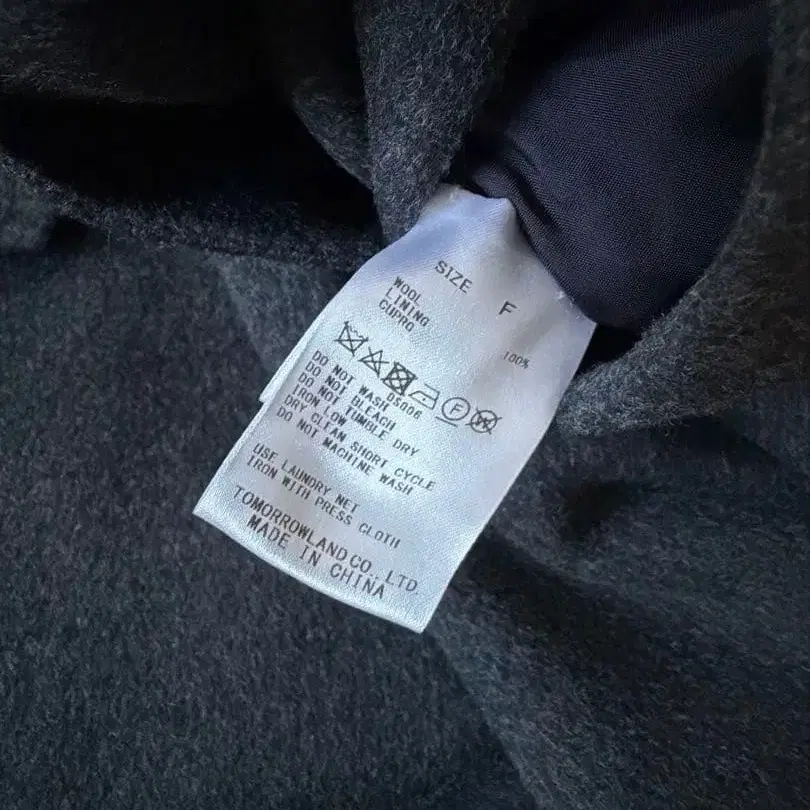 SIZE F
WOOL
LINING
CUPRO 100%
DS006
DO NOT WASH
DO NOT BLEACH
DO NOT TUMBLE DRY
IRON LOW
DRY CLEAN SHORT CYCLE
DO NOT MACHINE WASH
USE LAUNDRY NET
IRON WITH PRESS CLOTH
TOMORROWLAND CO., LTD.
MADE IN CHINA